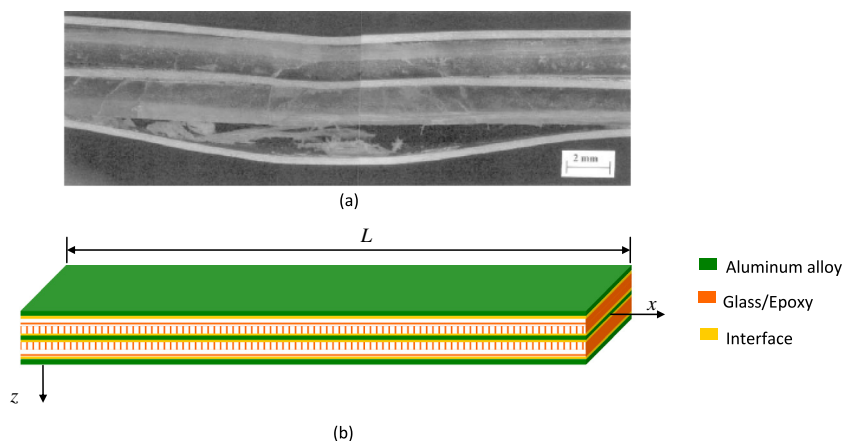 2 mm
(a)
L
Aluminum alloy
x
Glass/Epoxy
Interface
z
(b)